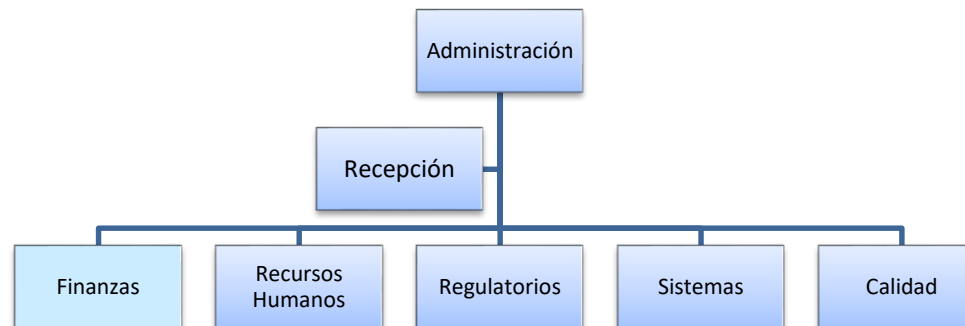 Administración
Recepción
Finanzas
Recursos
Humanos
Regulatorios
Sistemas
Calidad